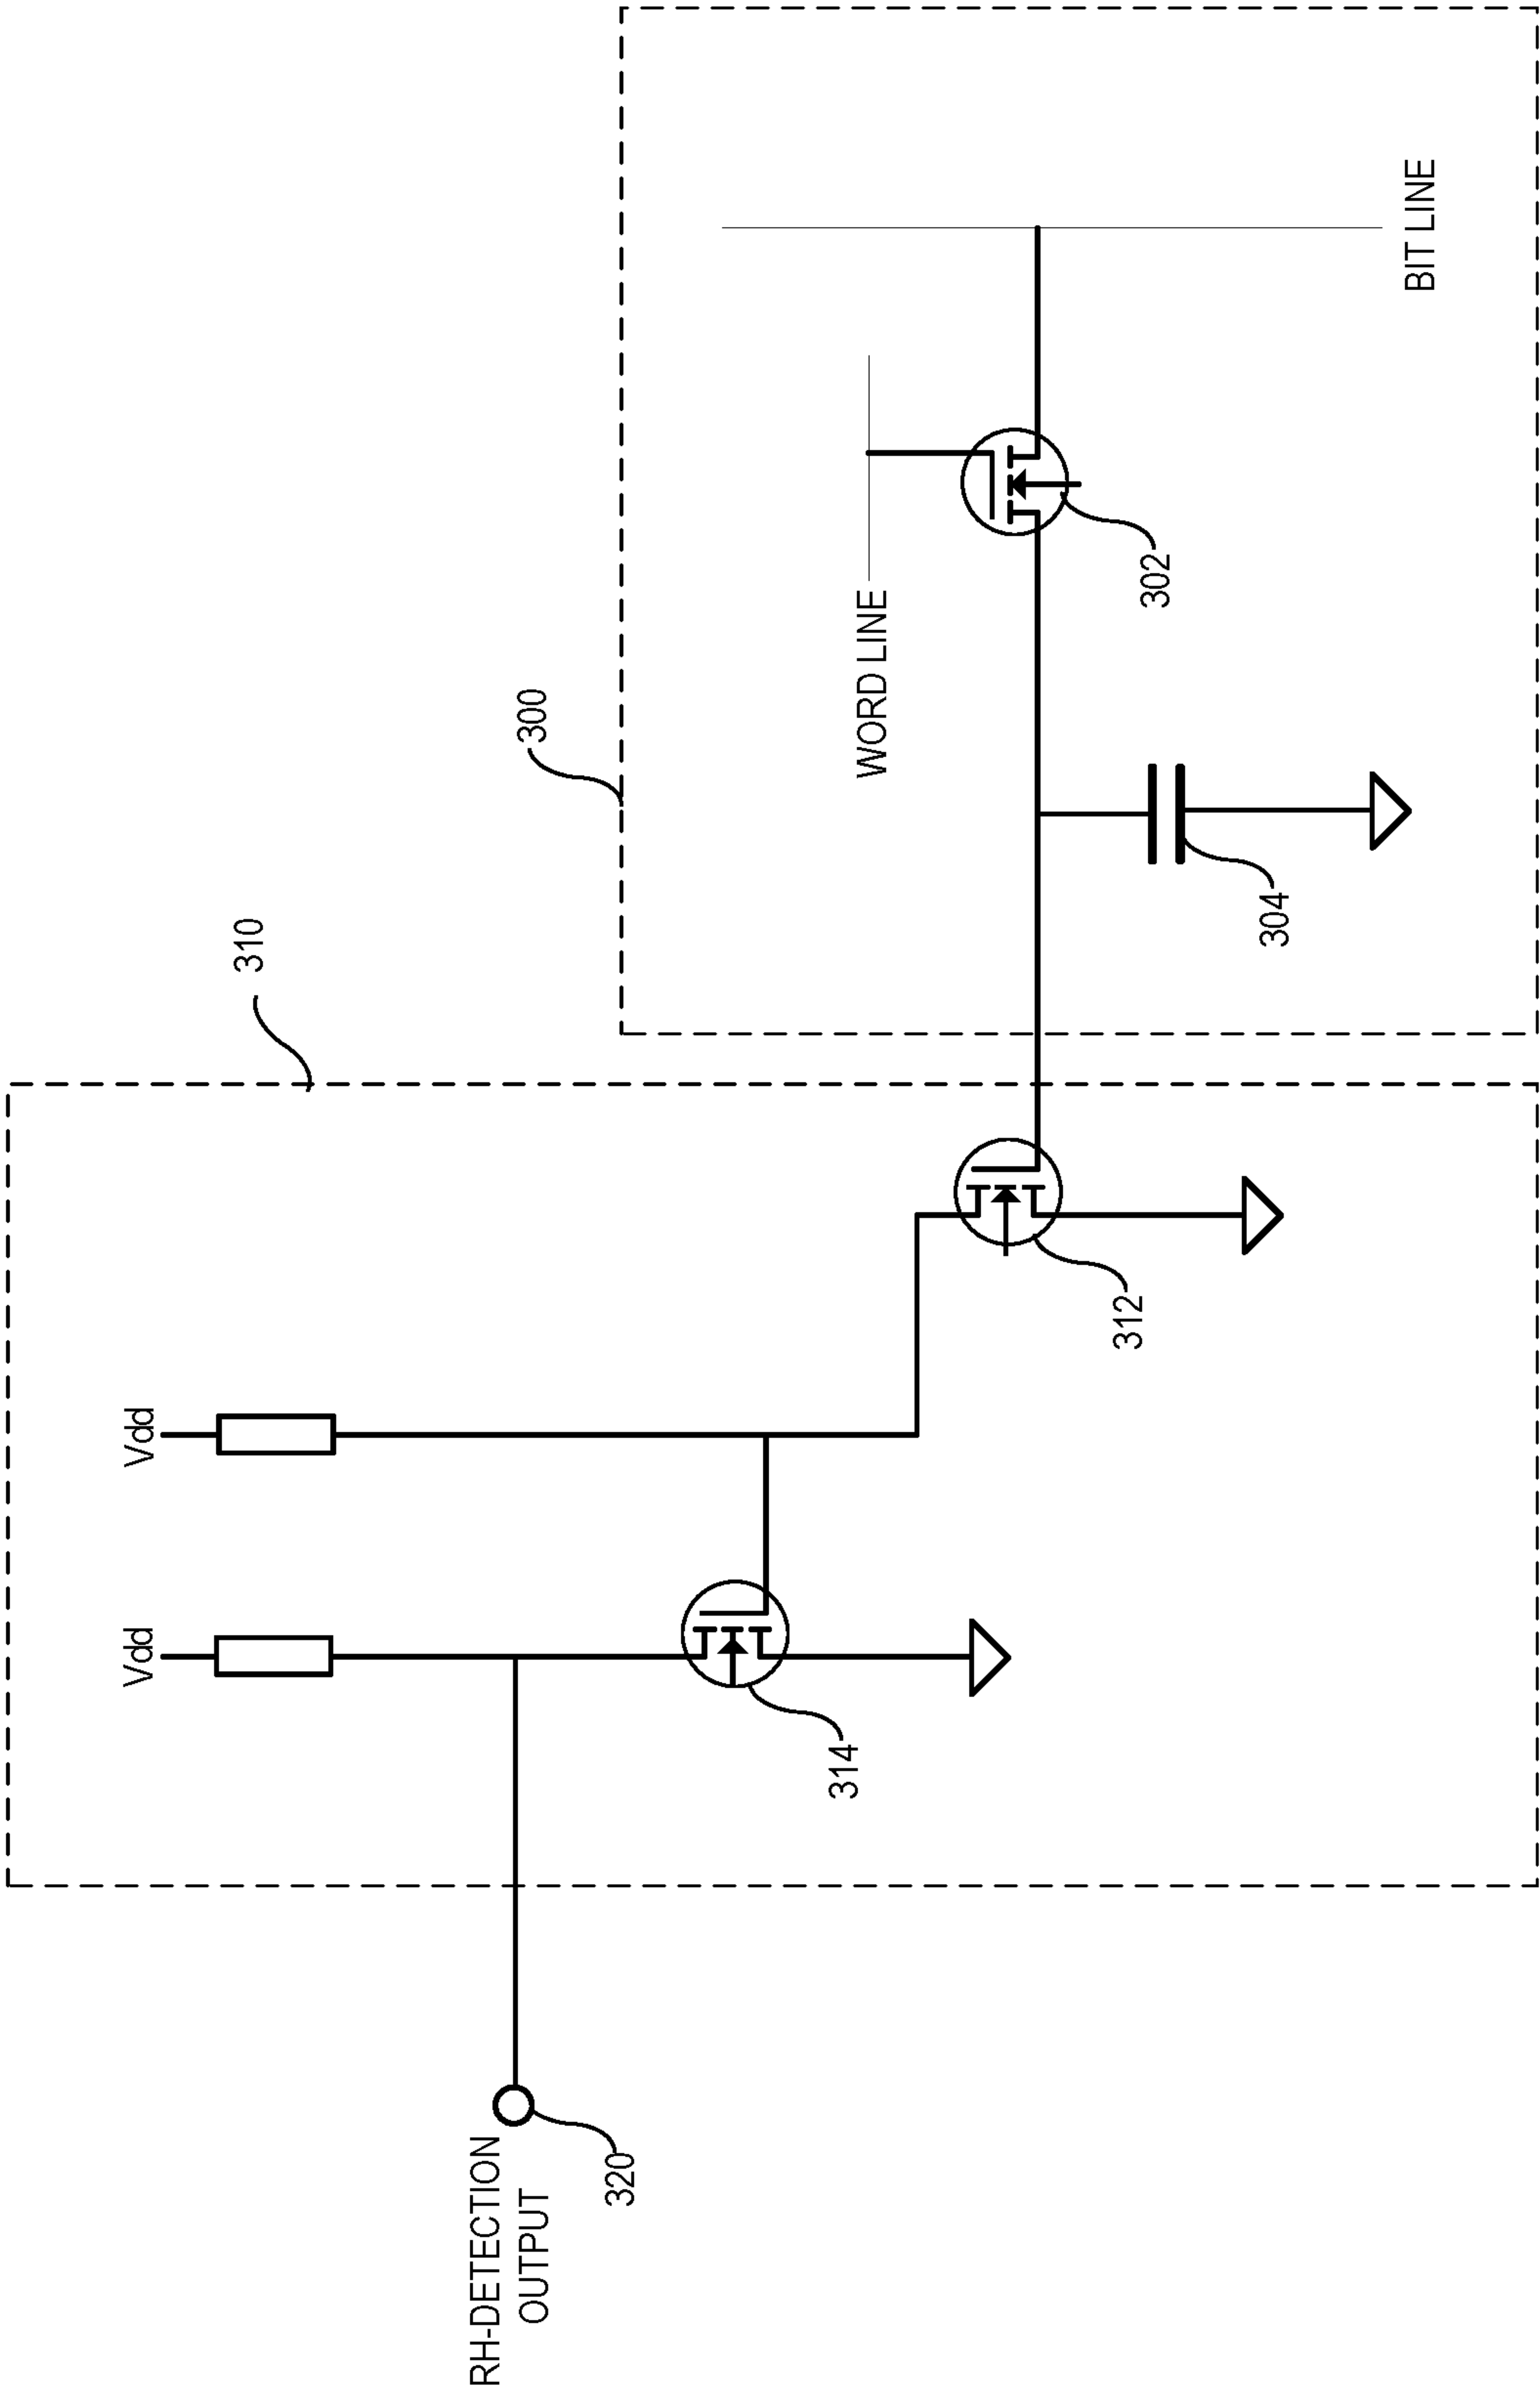 310
300
Vdd
Vdd
WORD LINE
BIT LINE
302
304
312
314
RH-DETECTION
OUTPUT
320